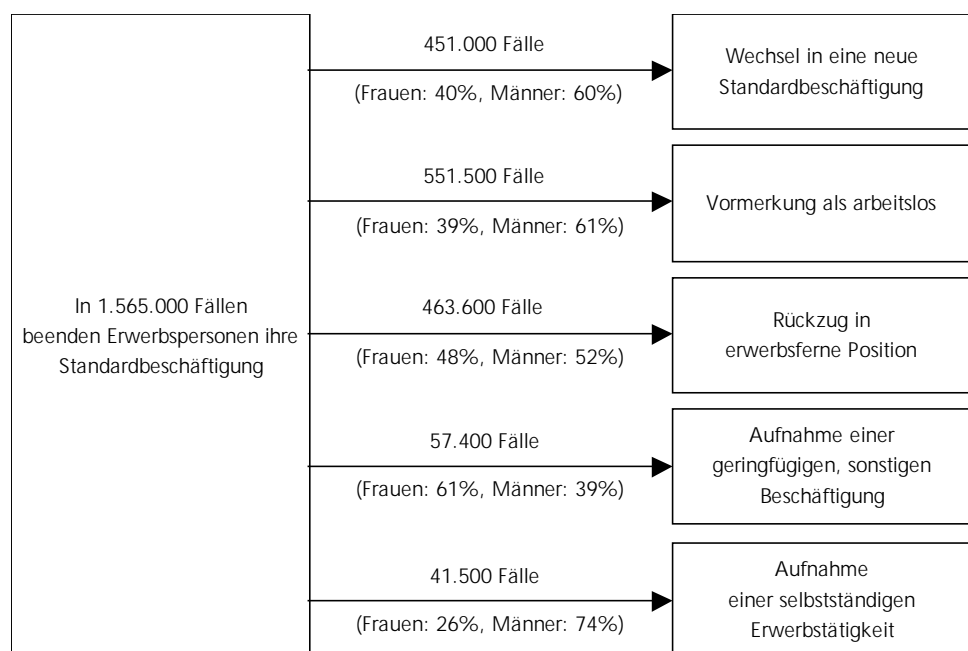 In 1.565.000 Fällen
beenden Erwerbspersonen ihre
Standardbeschäftigung
451.000 Fälle
(Frauen: 40%, Männer: 60%)
Wechsel in eine neue
Standardbeschäftigung
551.500 Fälle
(Frauen: 39%, Männer: 61%)
Vormerkung als arbeitslos
463.600 Fälle
(Frauen: 48%, Männer: 52%)
Rückzug in
erwerbsferne Position
57.400 Fälle
(Frauen: 61%, Männer: 39%)
Aufnahme einer
geringfügigen, sonstigen
Beschäftigung
41.500 Fälle
(Frauen: 26%, Männer: 74%)
Aufnahme
einer selbstständigen
Erwerbstätigkeit